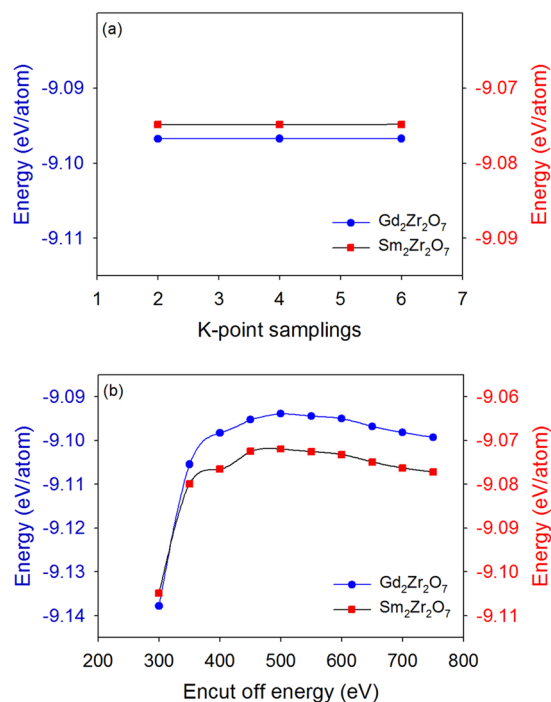 (a)
Energy (eV/atom)
-9.09
-9.10
-9.11
-9.07
-9.08
-9.09
Energy (eV/atom)
Gd₂Zr₂O₇
Sm₂Zr₂O₇
1 2 3 4 5 6 7
K-point samplings
(b)
Energy (eV/atom)
-9.09
-9.10
-9.11
-9.12
-9.13
-9.14
-9.06
-9.07
-9.08
-9.09
-9.10
-9.11
Energy (eV/atom)
Gd₂Zr₂O₇
Sm₂Zr₂O₇
200 300 400 500 600 700 800
Encut off energy (eV)